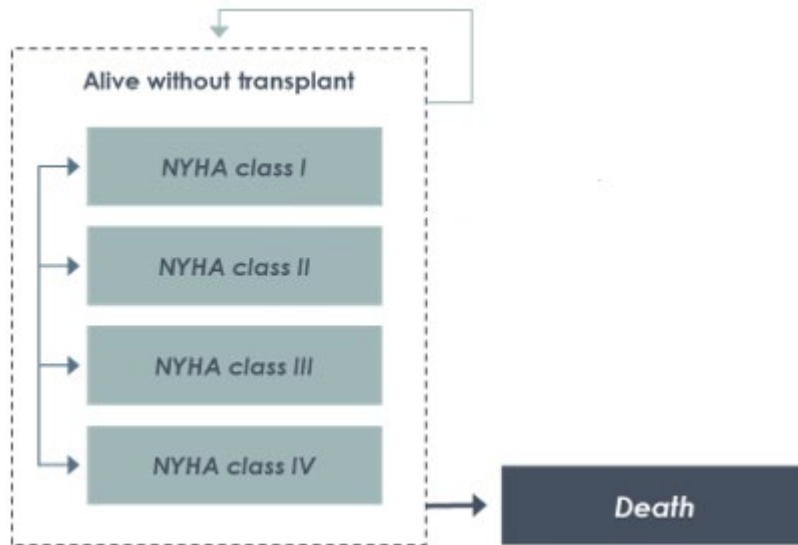 Alive without transplant
NYHA class I
NYHA class II
NYHA class III
NYHA class IV
Death